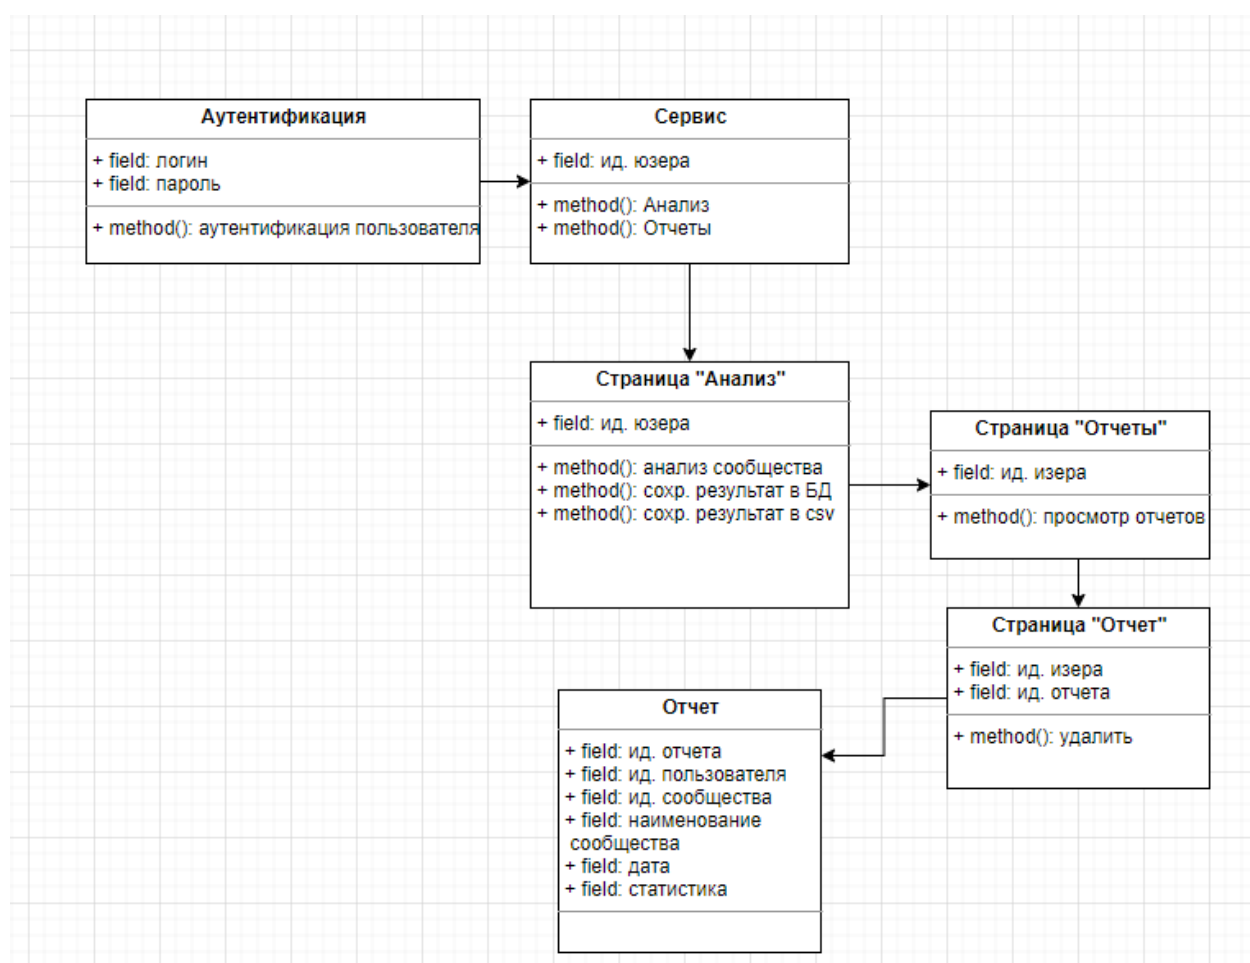 Аутентификация
+ field: логин
+ field: пароль
+ method(): аутентификация пользователя
Сервис
+ field: ид. юзера
+ method(): Анализ
+ method(): Отчеты
Страница "Анализ"
+ field: ид. юзера
+ method(): анализ сообщества
+ method(): сохр. результат в БД
+ method(): сохр. результат в csv
Страница "Отчеты"
+ field: ид. изера
+ method(): просмотр отчетов
Страница "Отчет"
+ field: ид. изера
+ field: ид. отчета
+ method(): удалить
Отчет
+ field: ид. отчета
+ field: ид. пользователя
+ field: ид. сообщества
+ field: наименование
сообщества
+ field: дата
+ field: статистика